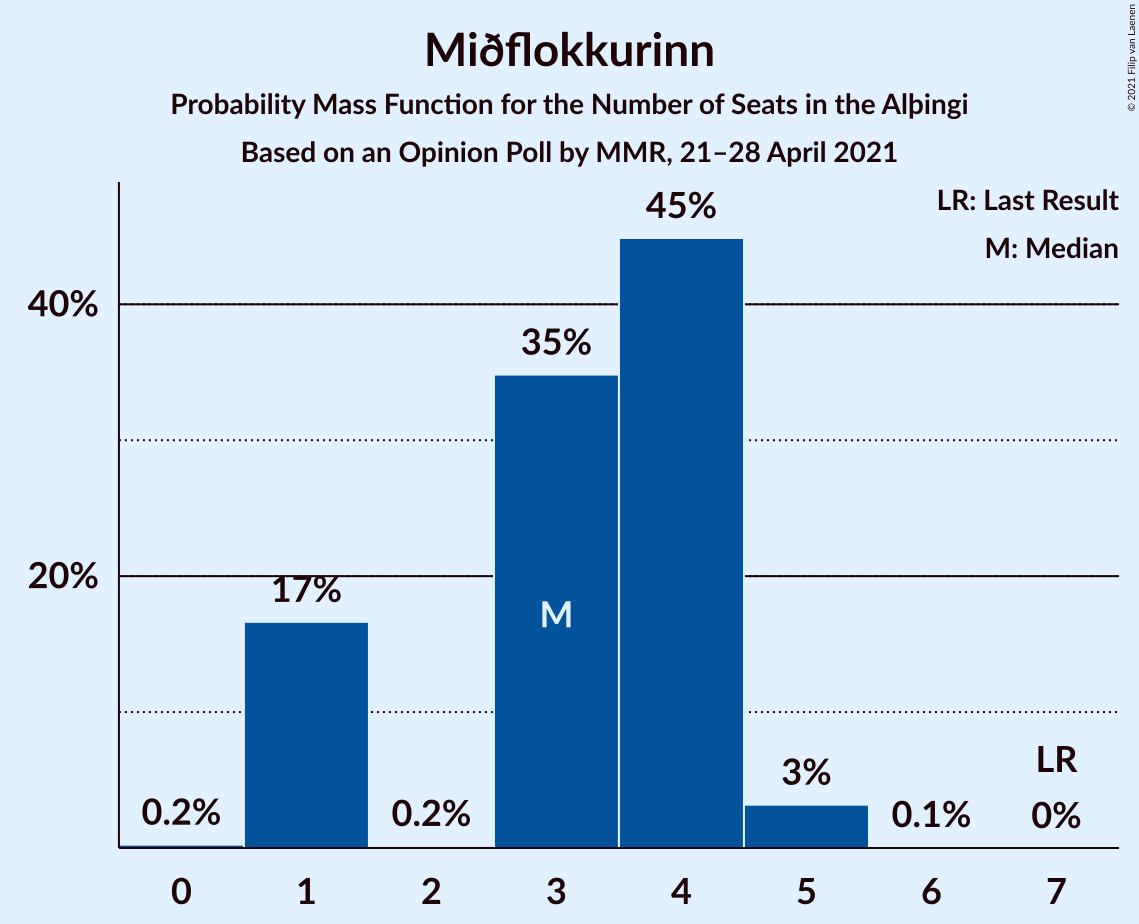 Miðflokkurinn
Probability Mass Function for the Number of Seats in the Alþingi
Based on an Opinion Poll by MMR, 21–28 April 2021
© 2021 Filip van Laenen
LR: Last Result
M: Median
45%
40%
35%
20%
17%
M
LR
3%
0.2%
0.2%
0.1%
0%
0 1 2 3 4 5 6 7